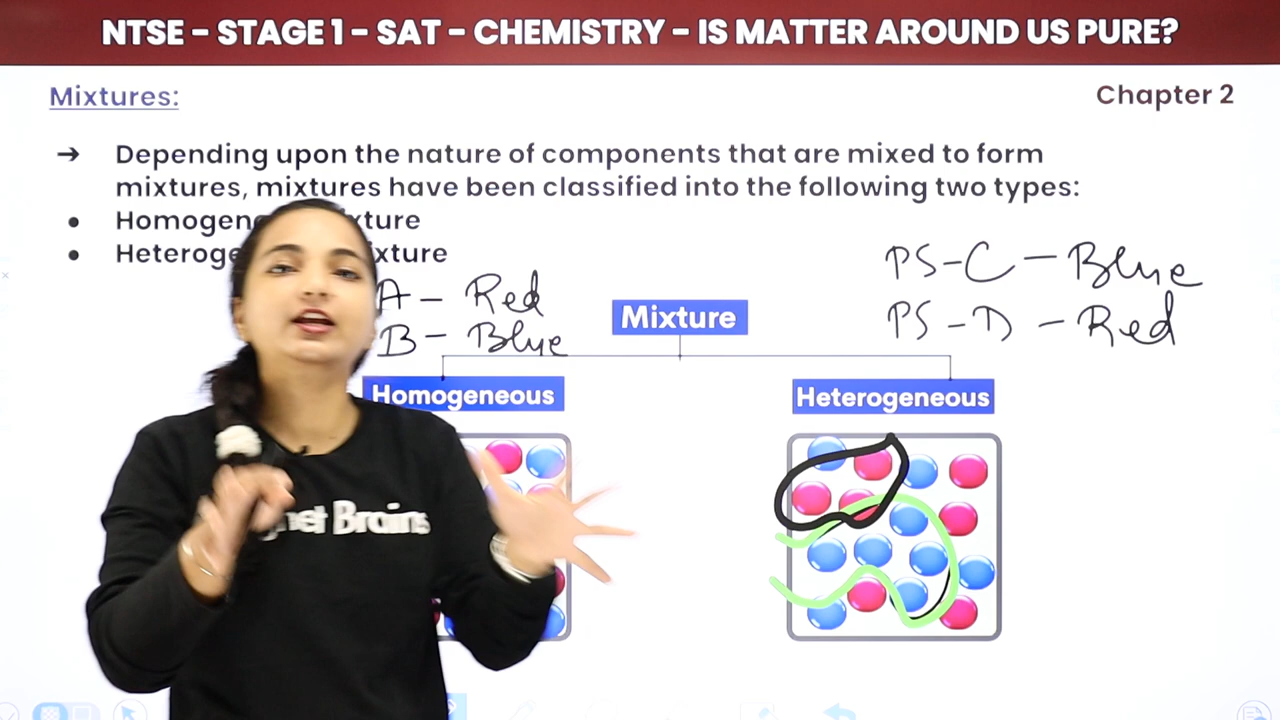 NTSE – STAGE 1 – SAT – CHEMISTRY – IS MATTER AROUND US PURE?
Mixtures:
Chapter 2
→ Depending upon the nature of components that are mixed to form
mixtures, mixtures have been classified into the following two types:
• Homogen xture
• Heteroge ixture
A – Red
B – Blue
PS-C – Blue
PS-D – Red
Mixture
Homogeneous
Heterogeneous
net Brains